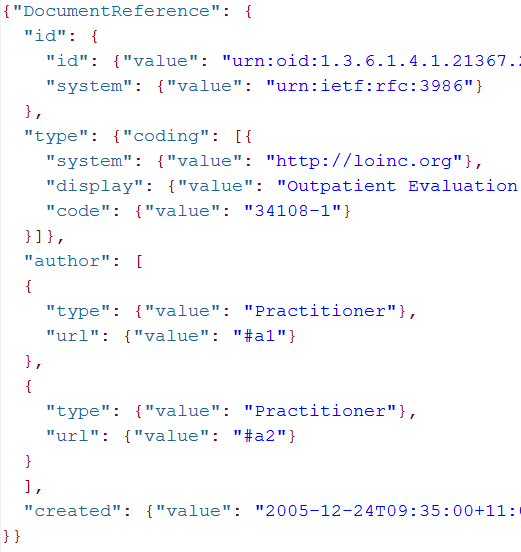 {"DocumentReference": {
"id": {
"id": {"value": "urn:oid:1.3.6.1.4.1.21367.2
"system": {"value": "urn:ietf:rfc:3986"}
},
"type": {"coding": [{
"system": {"value": "http://loinc.org"},
"display": {"value": "Outpatient Evaluation
"code": {"value": "34108-1"}
}]},
"author": [
{
"type": {"value": "Practitioner"},
"url": {"value": "#a1"}
},
{
"type": {"value": "Practitioner"},
"url": {"value": "#a2"}
}
],
"created": {"value": "2005-12-24T09:35:00+11:0
}}